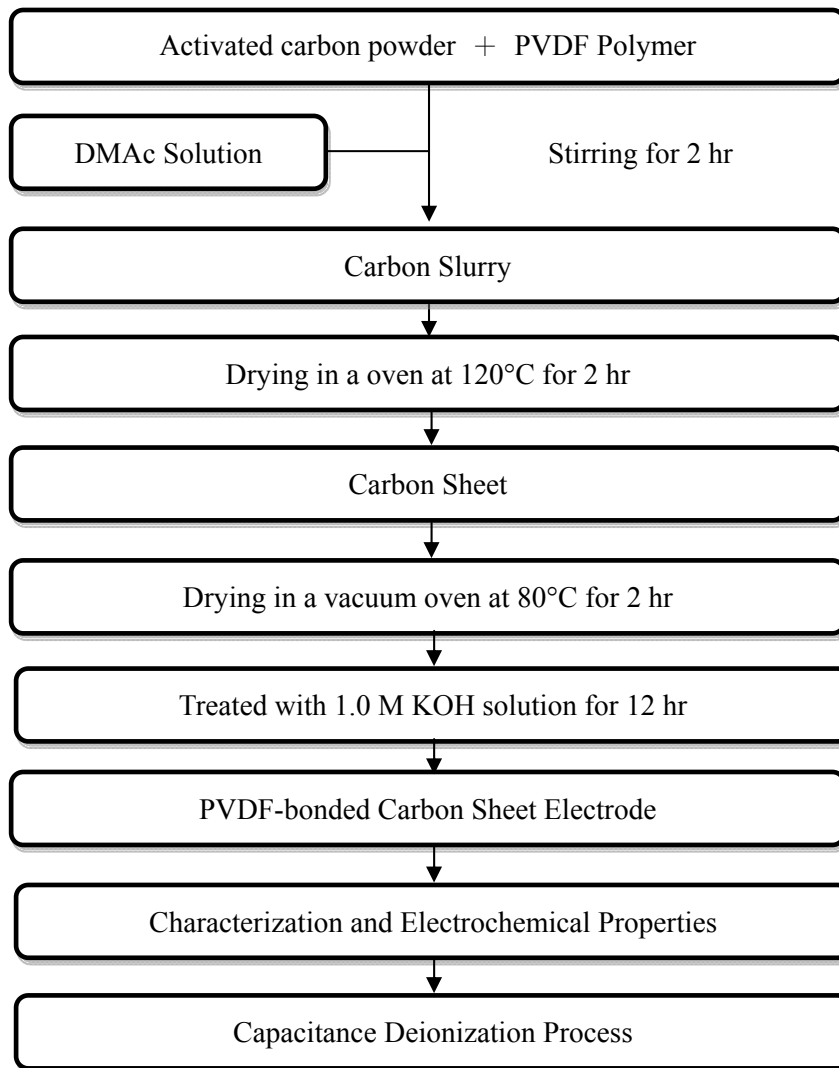 Activated carbon powder + PVDF Polymer
DMAc Solution
Stirring for 2 hr
Carbon Slurry
Drying in a oven at 120°C for 2 hr
Carbon Sheet
Drying in a vacuum oven at 80°C for 2 hr
Treated with 1.0 M KOH solution for 12 hr
PVDF-bonded Carbon Sheet Electrode
Characterization and Electrochemical Properties
Capacitance Deionization Process